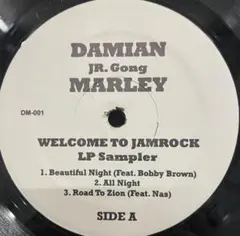 DAMIAN
JR. Gong
MARLEY
DM-001
WELCOME TO JAMROCK
LP Sampler
1. Beautiful Night (Feat. Bobby Brown)
2. All Night
3. Road To Zion (Feat. Nas)
SIDE A